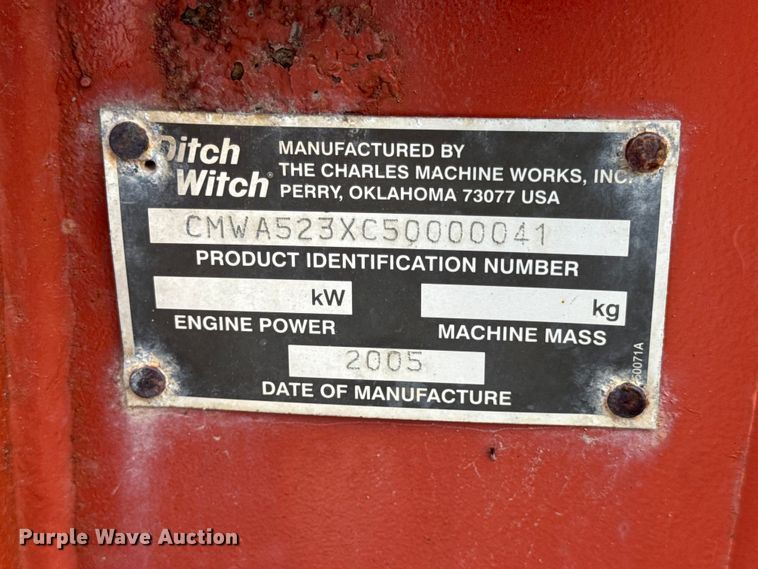 Ditch Witch®
MANUFACTURED BY
THE CHARLES MACHINE WORKS, INC.
PERRY, OKLAHOMA 73077 USA
CMWA523XC50000041
PRODUCT IDENTIFICATION NUMBER
kW
kg
ENGINE POWER
MACHINE MASS
2005
DATE OF MANUFACTURE
Purple Wave Auction